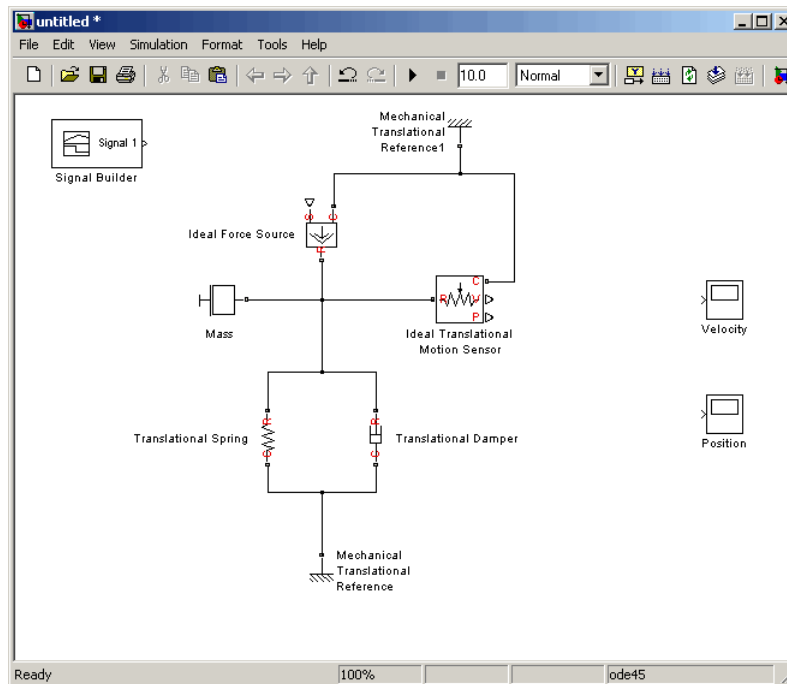 untitled *
File Edit View Simulation Format Tools Help
10.0 Normal
Mechanical
Translational
Reference1
Signal 1
Signal Builder
S C
Ideal Force Source
R
C
R V
P
Mass
Ideal Translational
Motion Sensor
Velocity
R R
Translational Spring
Translational Damper
C C
Position
Mechanical
Translational
Reference
Ready 100% ode45